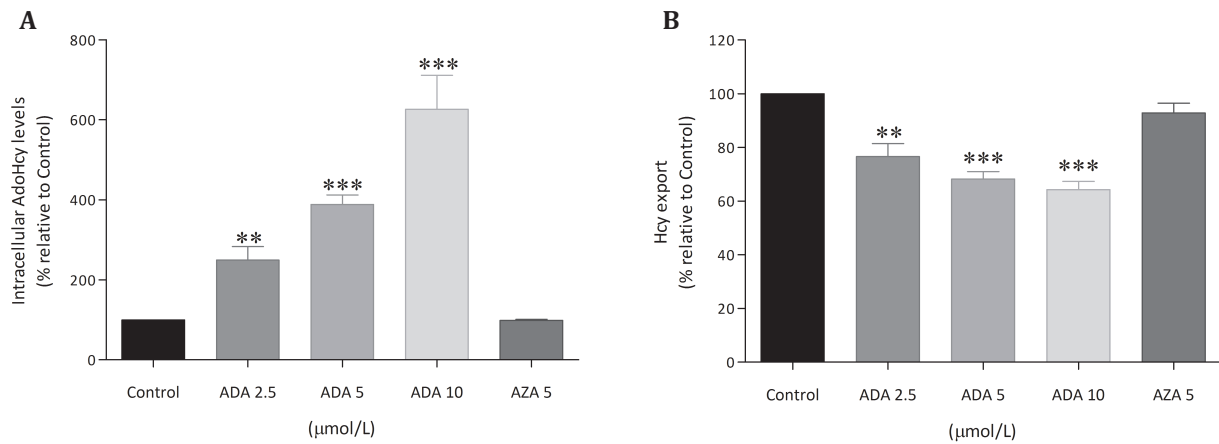 A
Intracellular AdoHcy levels
(% relative to Control)
800
600
400
200
0
**
***
***
Control
ADA 2.5
ADA 5
ADA 10
AZA 5
(μmol/L)
B
Hcy export
(% relative to Control)
120
100
80
60
40
20
0
**
***
***
Control
ADA 2.5
ADA 5
ADA 10
AZA 5
(μmol/L)